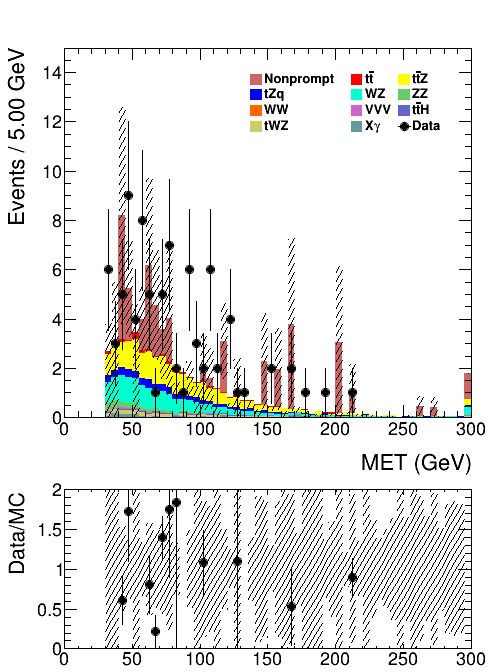 Events / 5.00 GeV
14
12
10
8
6
4
2
0
Nonprompt tt̄ tt̄Z
tZq WZ ZZ
WW VVV tt̄H
tWZ Xγ Data
0 50 100 150 200 250 300
MET (GeV)
Data/MC
2
1.5
1
0.5
0
0 50 100 150 200 250 300